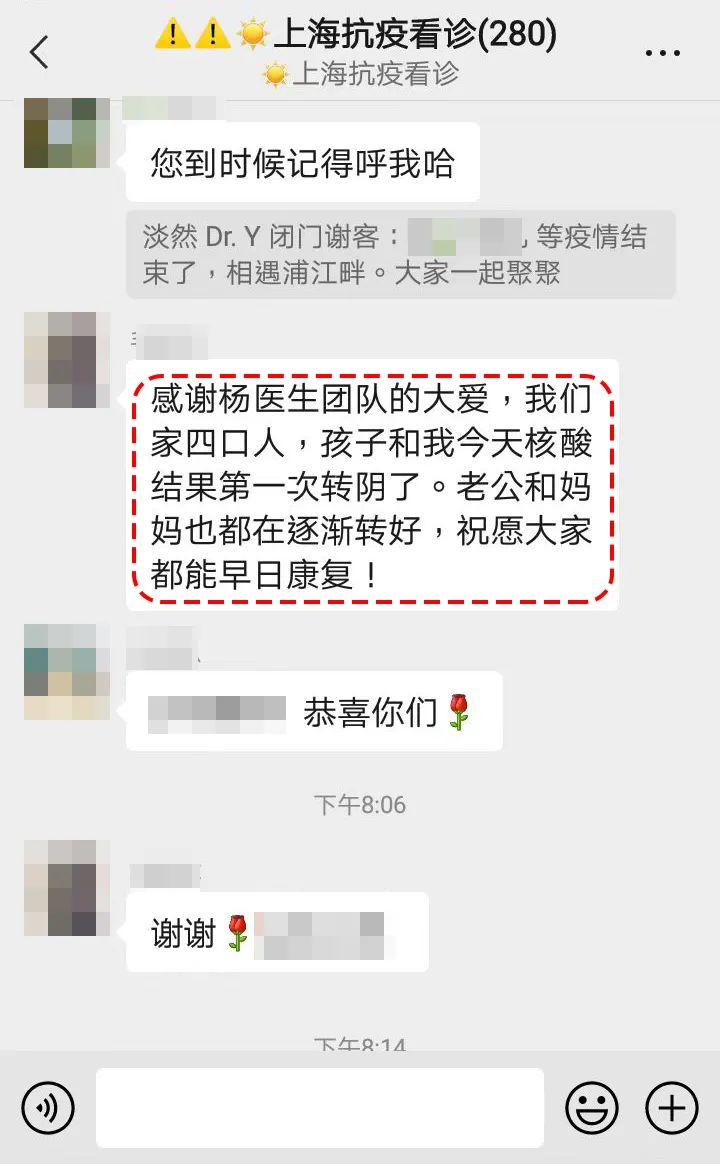 ⚠️⚠️☀️上海抗疫看诊(280)
☀️上海抗疫看诊
您到时候记得呼我哈
淡然 Dr. Y 闭门谢客：等疫情结
束了，相遇浦江畔。大家一起聚聚
感谢杨医生团队的大爱，我们
家四口人，孩子和我今天核酸
结果第一次转阴了。老公和妈
妈也都在逐渐转好，祝愿大家
都能早日康复！
恭喜你们🌹
下午8:06
谢谢🌹
下午8:14